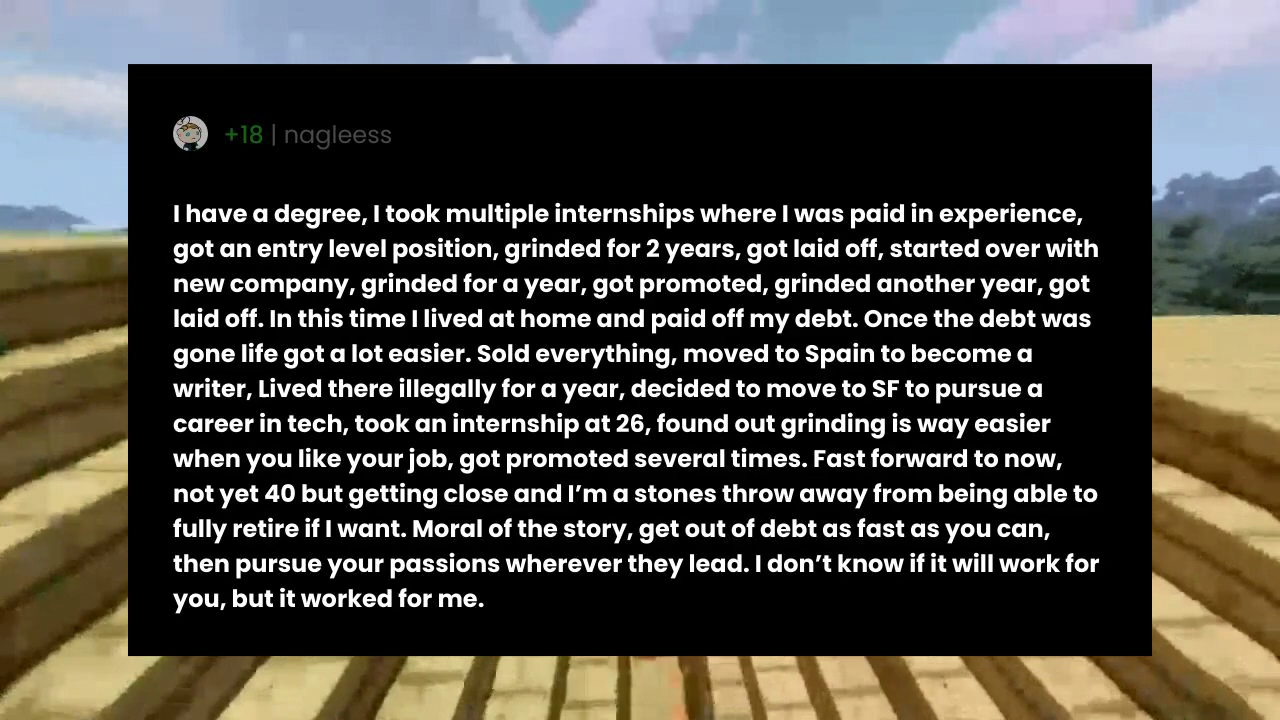 +18 | nagleess
I have a degree, I took multiple internships where I was paid in experience,
got an entry level position, grinded for 2 years, got laid off, started over with
new company, grinded for a year, got promoted, grinded another year, got
laid off. In this time I lived at home and paid off my debt. Once the debt was
gone life got a lot easier. Sold everything, moved to Spain to become a
writer, Lived there illegally for a year, decided to move to SF to pursue a
career in tech, took an internship at 26, found out grinding is way easier
when you like your job, got promoted several times. Fast forward to now,
not yet 40 but getting close and I’m a stones throw away from being able to
fully retire if I want. Moral of the story, get out of debt as fast as you can,
then pursue your passions wherever they lead. I don’t know if it will work for
you, but it worked for me.